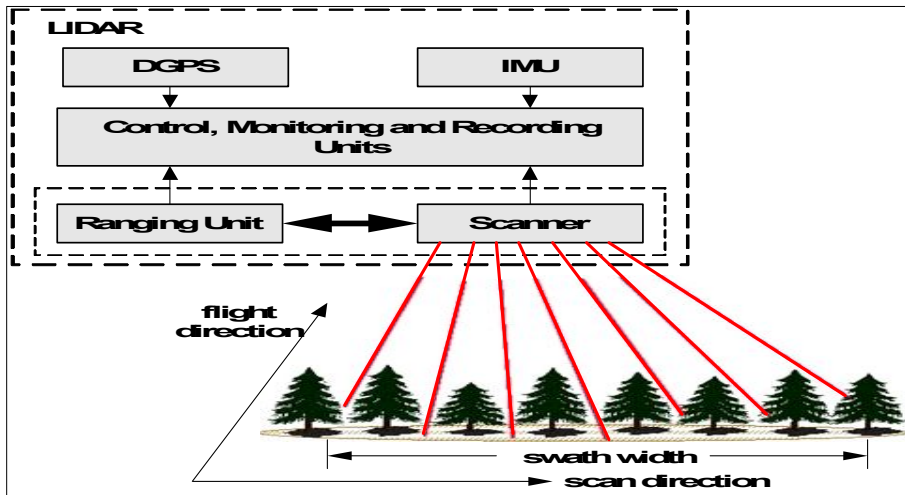 LIDAR
DGPS
IMU
Control, Monitoring and Recording
Units
Ranging Unit
Scanner
flight
direction
swath width
scan direction